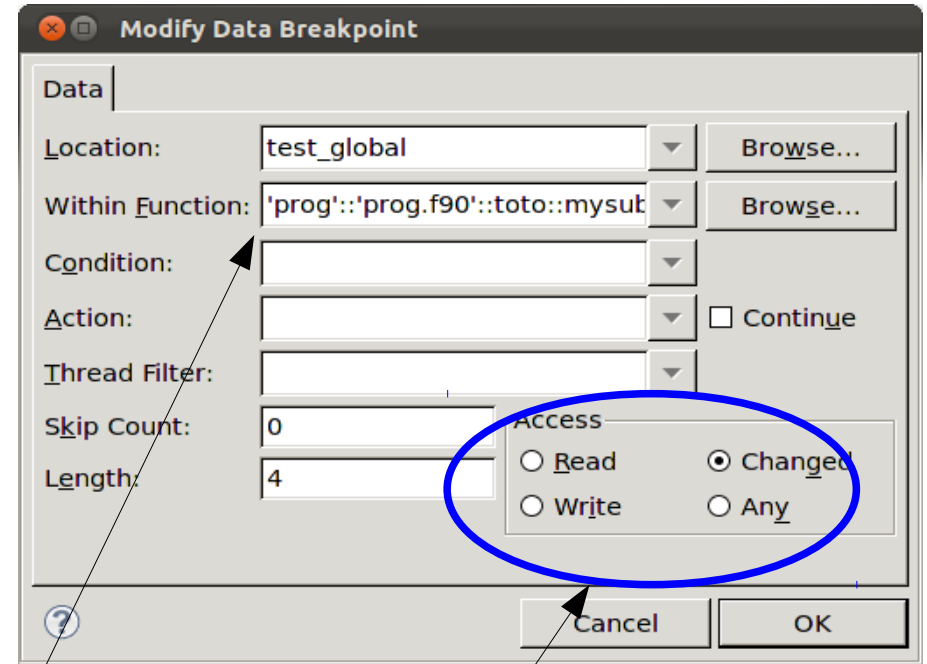 Modify Data Breakpoint
Data
Location: test_global Browse...
Within Function: 'prog'::'prog.f90'::toto::mysub Browse...
Condition:
Action: Continue
Thread Filter:
Skip Count: 0 Access
Read Changed
Length: 4
Write Any
Cancel OK